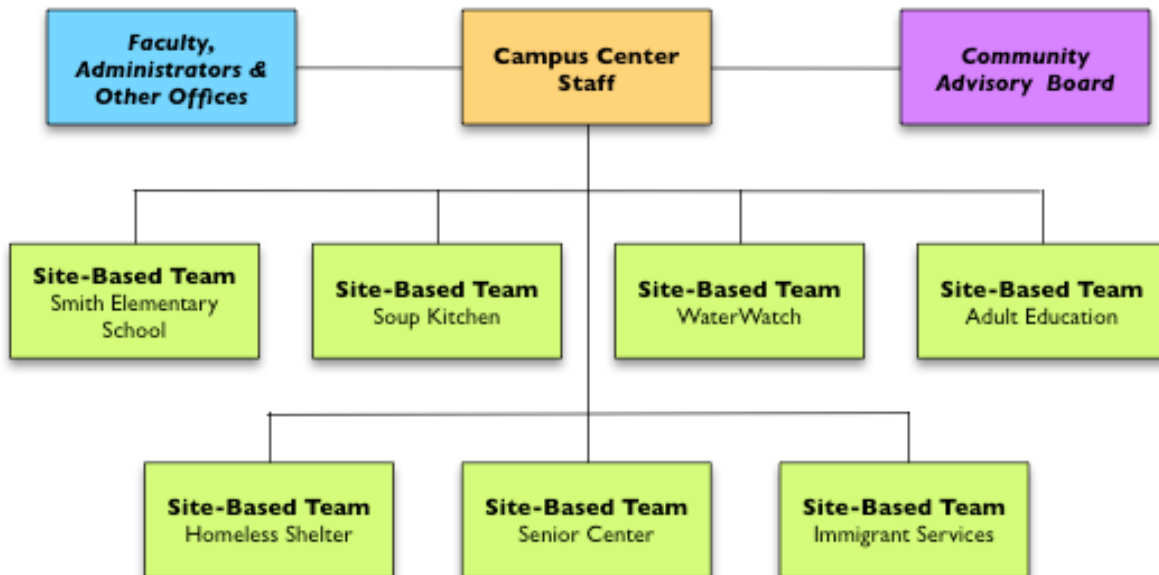 Faculty,
Administrators &
Other Offices
Campus Center
Staff
Community
Advisory Board
Site-Based Team
Smith Elementary
School
Site-Based Team
Soup Kitchen
Site-Based Team
WaterWatch
Site-Based Team
Adult Education
Site-Based Team
Homeless Shelter
Site-Based Team
Senior Center
Site-Based Team
Immigrant Services